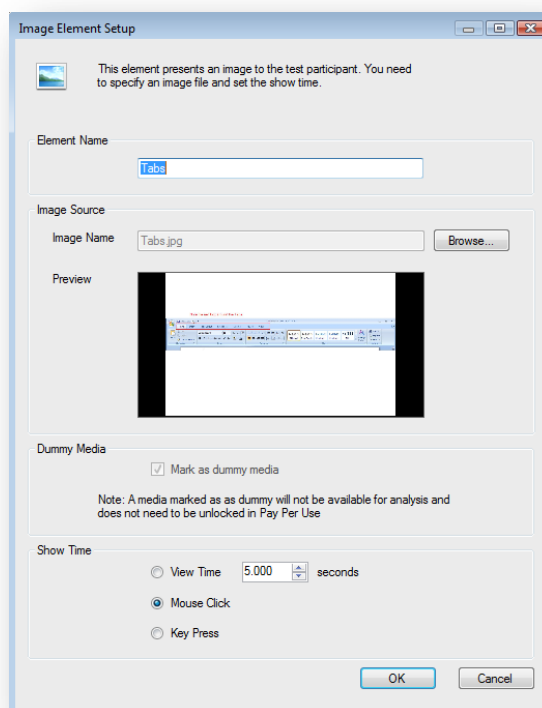 Image Element Setup
This element presents an image to the test participant. You need
to specify an image file and set the show time.
Element Name
Tabs
Image Source
Image Name
Tabs.jpg
Browse...
Preview
Dummy Media
Mark as dummy media
Note: A media marked as as dummy will not be available for analysis and
does not need to be unlocked in Pay Per Use
Show Time
View Time
5.000
seconds
Mouse Click
Key Press
OK
Cancel